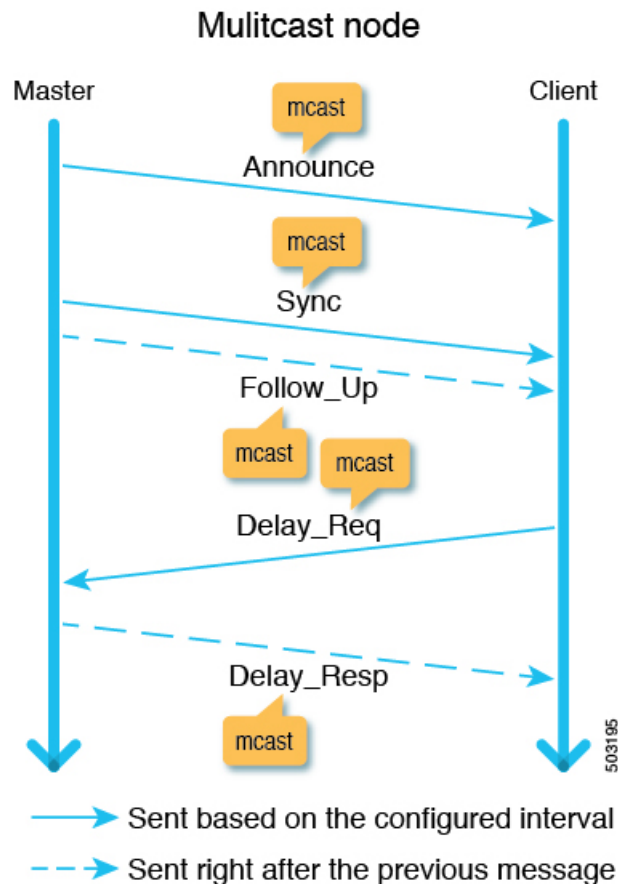 Mulitcast node
Master
Client
mcast
Announce
mcast
Sync
Follow_Up
mcast
mcast
Delay_Req
Delay_Resp
mcast
503195
Sent based on the configured interval
Sent right after the previous message